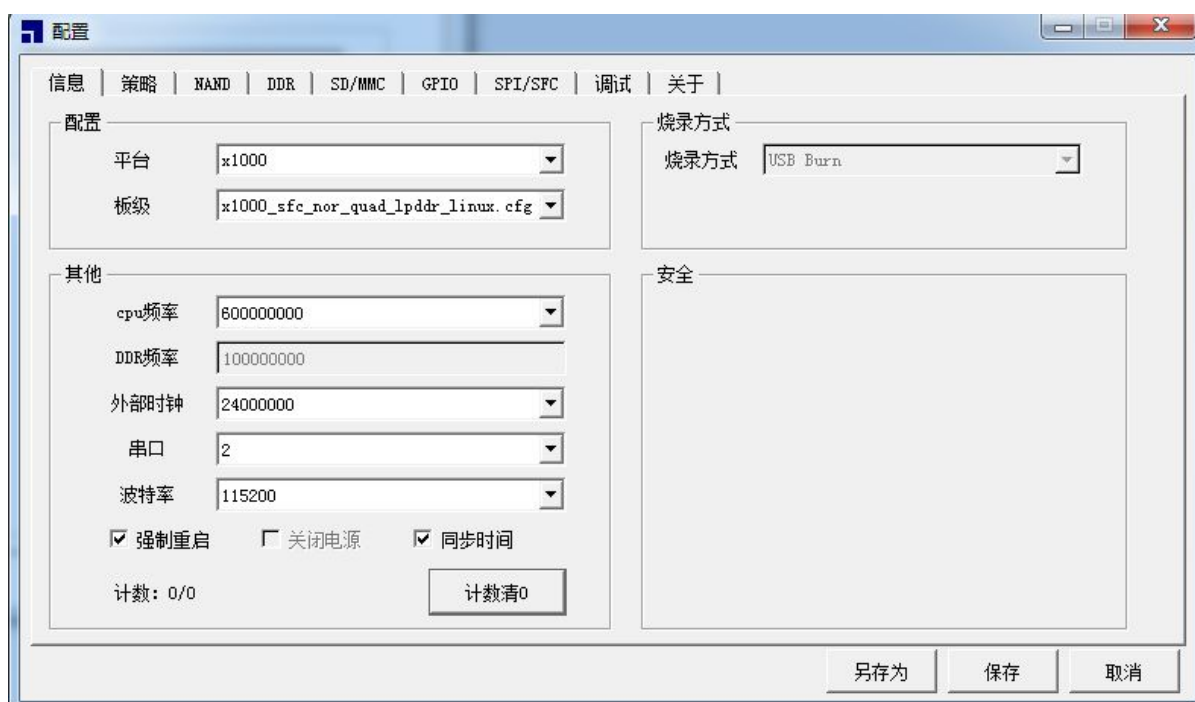 配置
信息 策略 NAND DDR SD/MMC GPIO SPI/SFC 调试 关于
配置
平台 x1000
板级 x1000_sfc_nor_quad_lpddr_linux.cfg
烧录方式
烧录方式 USB Burn
其他
cpu频率 600000000
DDR频率 100000000
外部时钟 24000000
串口 2
波特率 115200
强制重启 关闭电源 同步时间
计数: 0/0 计数清0
安全
另存为 保存 取消